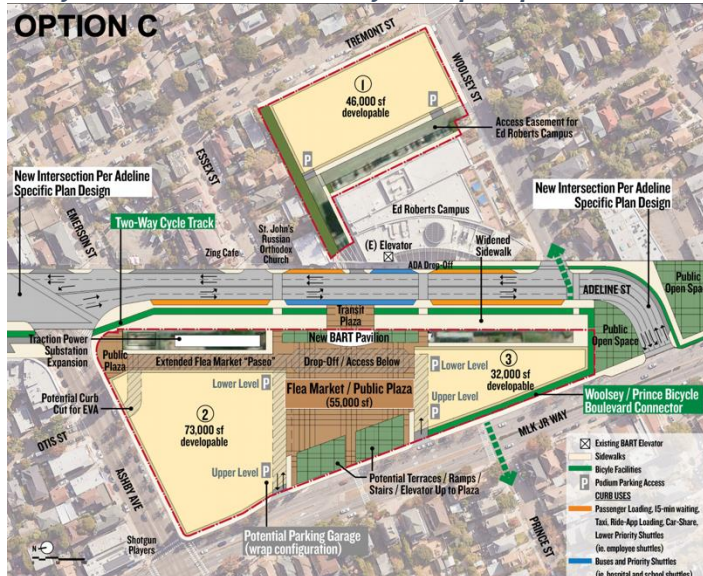 OPTION C
TREMONT ST
WOOLSEY ST
1
46,000 sf
developable
P
P
Access Easement for
Ed Roberts Campus
ESSEX ST
New Intersection Per Adeline
Specific Plan Design
EMERSON ST
Two-Way Cycle Track
Zing Cafe
St. John's
Russian
Orthodox
Church
Ed Roberts Campus
(E) Elevator
ADA Drop-Off
Widened
Sidewalk
New Intersection Per Adeline
Specific Plan Design
ADELINE ST
Public
Open Spa
Public
Open Space
Transit
Plaza
New BART Pavilion
Traction Power
Substation
Expansion
Public
Plaza
Extended Flea Market "Paseo"
Drop-Off / Access Below
Lower Level P
P Lower Level
3
32,000 sf
developable
Upper Level
P
Flea Market / Public Plaza
(55,000 sf)
Potential Curb
Cut for EVA
2
73,000 sf
developable
Upper Level P
Woolsey / Prince Bicycle
Boulevard Connector
MLK JR WAY
OTIS ST
ASHBY AVE
Potential Terraces / Ramps /
Stairs / Elevator Up to Plaza
Potential Parking Garage
(wrap configuration)
PRINCE ST
Shotgun
Players
N
Existing BART Elevator
Sidewalks
Bicycle Facilities
P Podium Parking Access
CURB USES
Passenger Loading, 15-min waiting,
Taxi, Ride-App Loading, Car-Share,
Lower Priority Shuttles
(ie. employee shuttles)
Buses and Priority Shuttles
(ie. hospital and school shuttles)